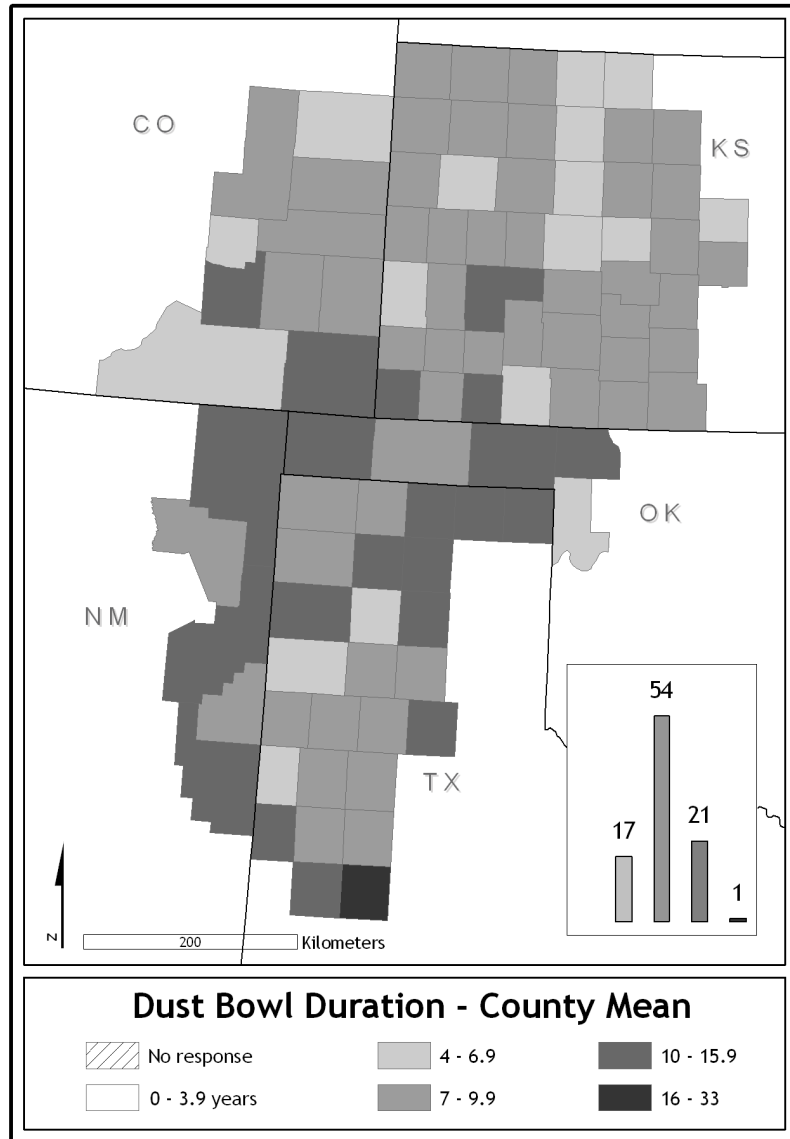 CO
KS
OK
NM
TX
54
21
17
1
N
200 Kilometers
Dust Bowl Duration - County Mean
No response
4 - 6.9
10 - 15.9
0 - 3.9 years
7 - 9.9
16 - 33